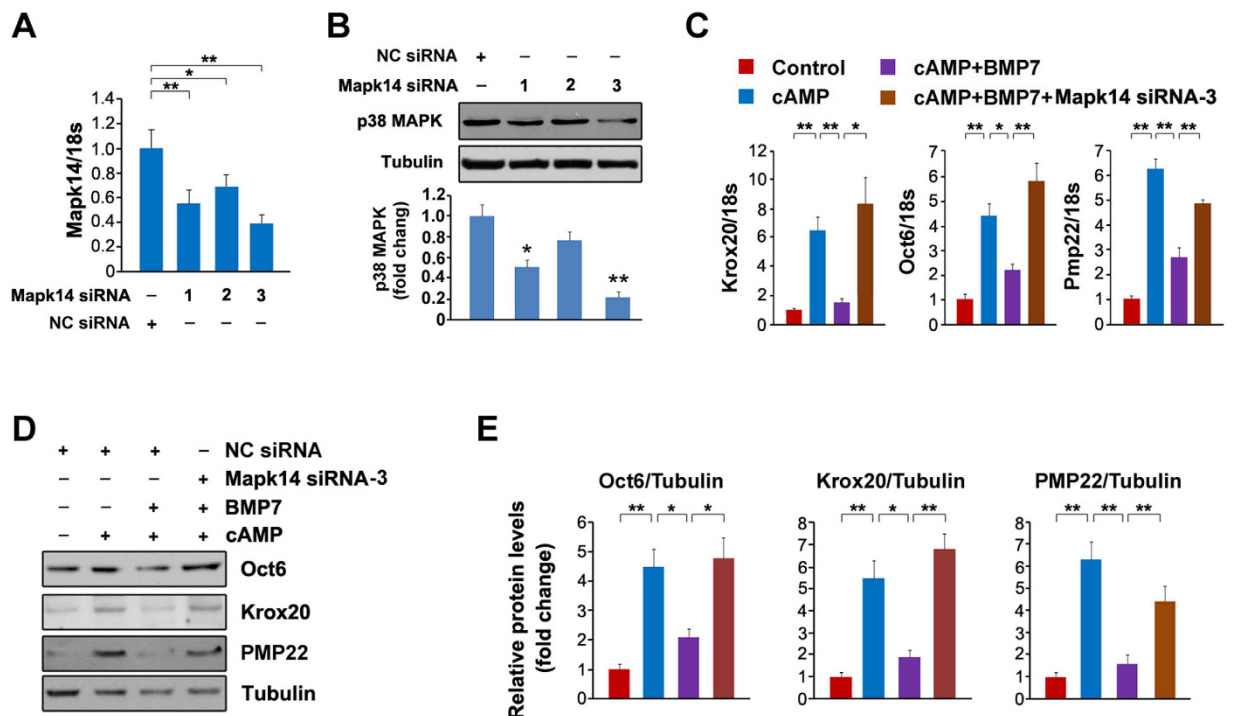 A
** 
*
**
1.4
1.2
1.0
0.8
0.6
0.4
0.2
0
Mapk14/18s
Mapk14 siRNA – 1 2 3
NC siRNA + – – –
B
NC siRNA + – – –
Mapk14 siRNA – 1 2 3
p38 MAPK
Tubulin
1.2
1.0
0.8
0.6
0.4
0.2
0
p38 MAPK
(fold chang)
*
**
C
Control
cAMP
cAMP+BMP7
cAMP+BMP7+Mapk14 siRNA-3
** ** *
12
10
8
6
4
2
0
Krox20/18s
** * **
7
6
5
4
3
2
1
0
Oct6/18s
** ** **
7
6
5
4
3
2
1
0
Pmp22/18s
D
+ + + – NC siRNA
– – – + Mapk14 siRNA-3
– – + + BMP7
– + + + cAMP
Oct6
Krox20
PMP22
Tubulin
E
Relative protein levels
(fold change)
Oct6/Tubulin
** * *
6
5
4
3
2
1
0
Krox20/Tubulin
** * **
8
7
6
5
4
3
2
1
0
PMP22/Tubulin
** ** **
8
7
6
5
4
3
2
1
0